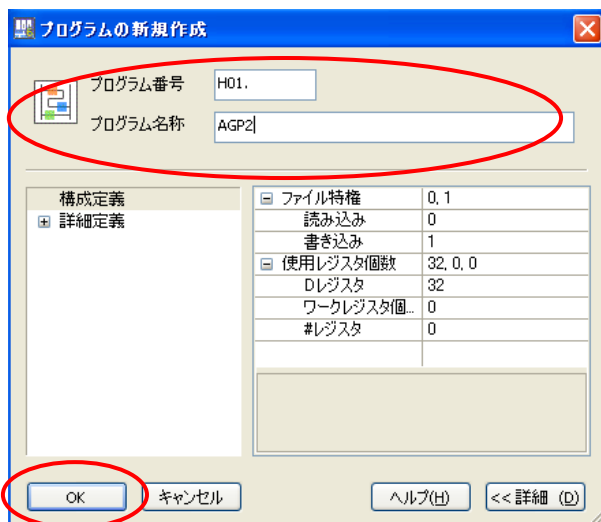 プログラムの新規作成
プログラム番号 H01.
プログラム名称 AGP2
構成定義
詳細定義
ファイル特権 0, 1
読み込み 0
書き込み 1
使用レジスタ個数 32, 0, 0
Dレジスタ 32
ワークレジスタ個... 0
#レジスタ 0
OK キャンセル ヘルプ(H) <<詳細 (D)